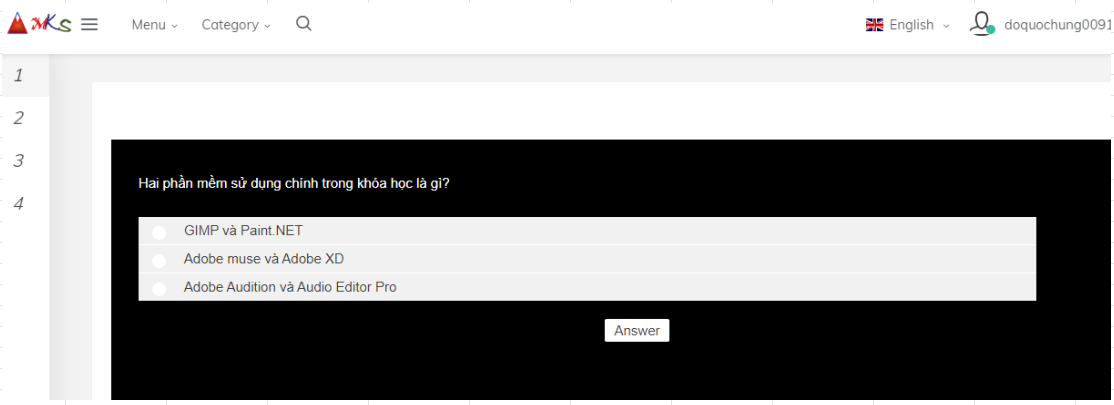 MKS Menu Category English doquochung0091
1
2
3
4
Hai phần mềm sử dụng chính trong khóa học là gì?
GIMP và Paint.NET
Adobe muse và Adobe XD
Adobe Audition và Audio Editor Pro
Answer